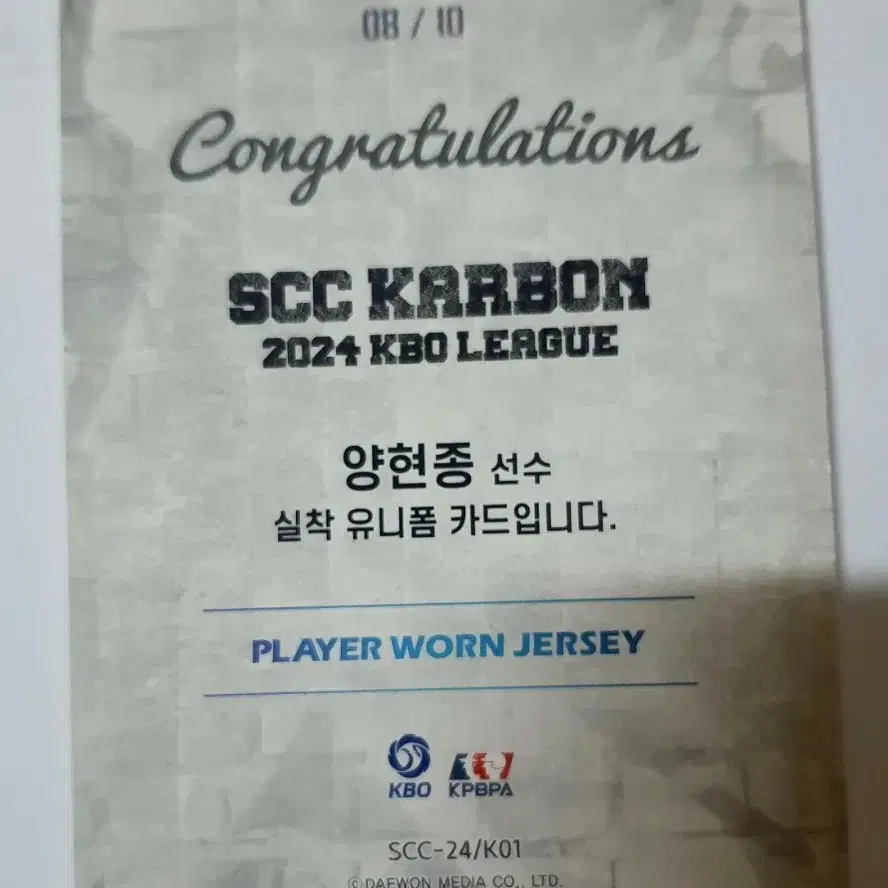 08 / 10
Congratulations
SCC KARBON
2024 KBO LEAGUE
양현종 선수
실착 유니폼 카드입니다.
PLAYER WORN JERSEY
KBO KPBPA
SCC-24/K01
©DAEWON MEDIA CO., LTD.